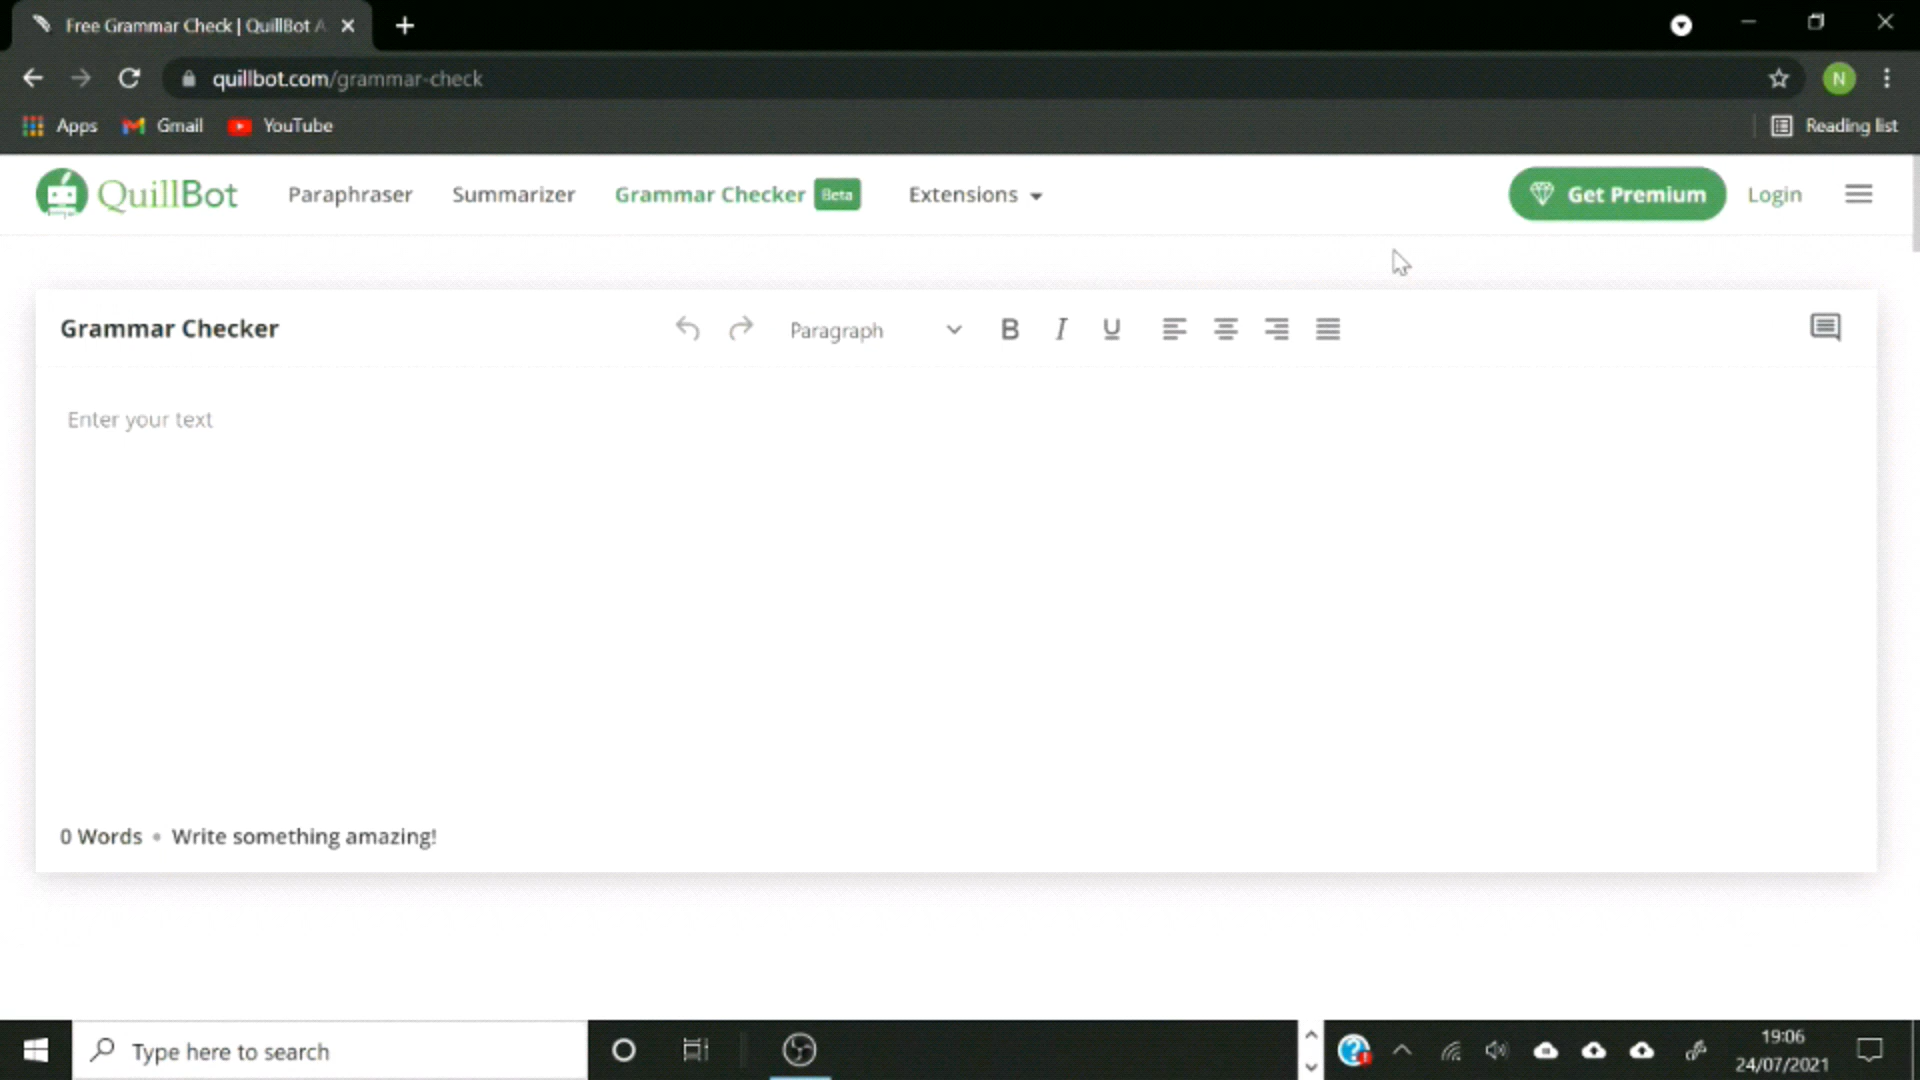 Free Grammar Check | QuillBot A
quillbot.com/grammar-check
N
Apps Gmail YouTube Reading list
QuillBot Paraphraser Summarizer Grammar Checker Beta Extensions Get Premium Login
Grammar Checker Paragraph B I U
Enter your text
0 Words • Write something amazing!
Type here to search
19:06
24/07/2021